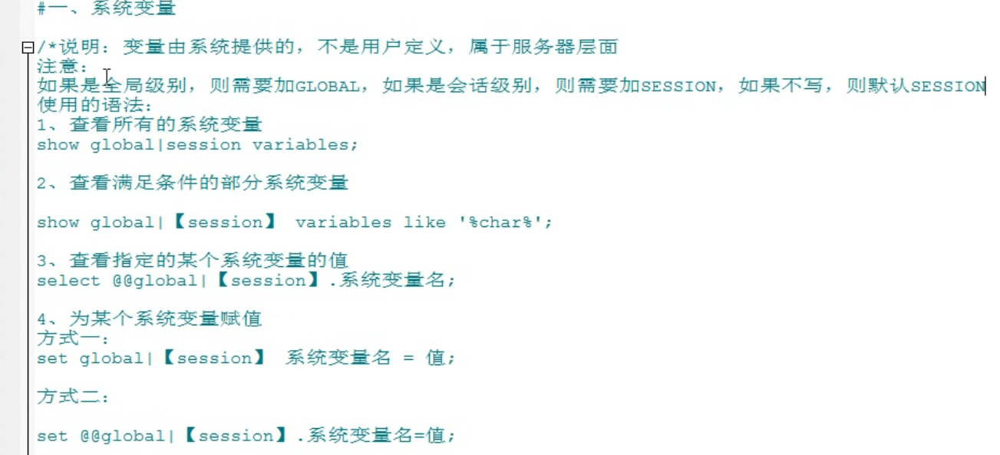 #一、系统变量
/*说明：变量由系统提供的，不是用户定义，属于服务器层面
注意：
如果是全局级别，则需要加GLOBAL，如果是会话级别，则需要加SESSION，如果不写，则默认SESSION
使用的语法：
1、查看所有的系统变量
show global|session variables;
2、查看满足条件的部分系统变量
show global|【session】 variables like '%char%';
3、查看指定的某个系统变量的值
select @@global|【session】.系统变量名;
4、为某个系统变量赋值
方式一：
set global|【session】 系统变量名 = 值;
方式二：
set @@global|【session】.系统变量名=值;